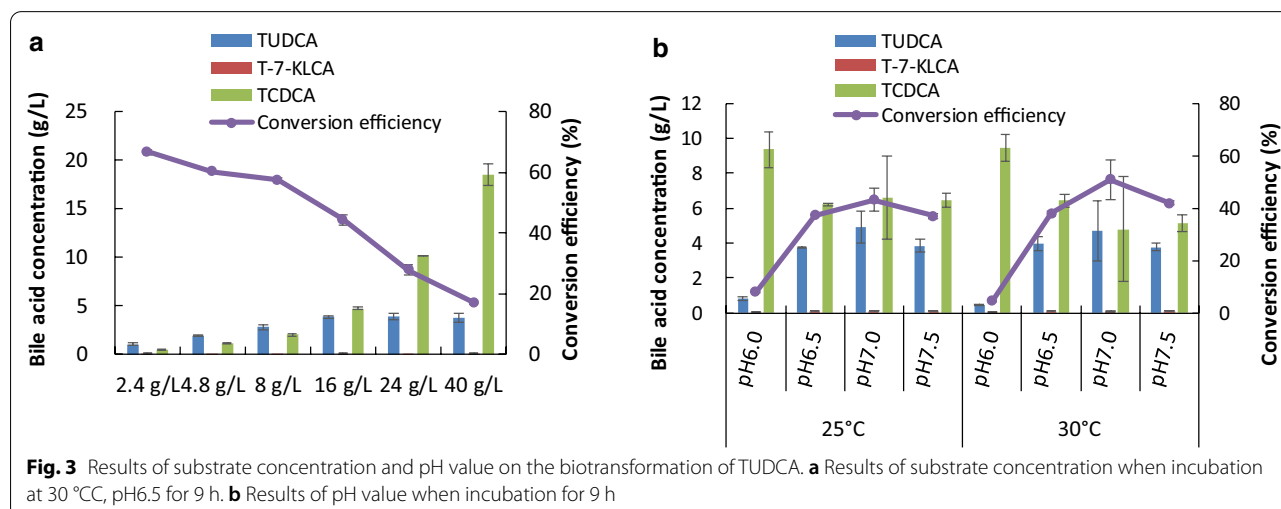 a
TUDCA
T-7-KLCA
TCDCA
Conversion efficiency
Bile acid concentration (g/L)
25
20
15
10
5
0
80
60
40
20
0
Conversion efficiency (%)
2.4 g/L 4.8 g/L 8 g/L 16 g/L 24 g/L 40 g/L
b
TUDCA
T-7-KLCA
TCDCA
Conversion efficiency
Bile acid concentration (g/L)
12
10
8
6
4
2
0
80
60
40
20
0
Conversion efficiency (%)
pH6.0 pH6.5 pH7.0 pH7.5 pH6.0 pH6.5 pH7.0 pH7.5
25°C 30°C
Fig. 3 Results of substrate concentration and pH value on the biotransformation of TUDCA. a Results of substrate concentration when incubation
at 30 °CC, pH6.5 for 9 h. b Results of pH value when incubation for 9 h